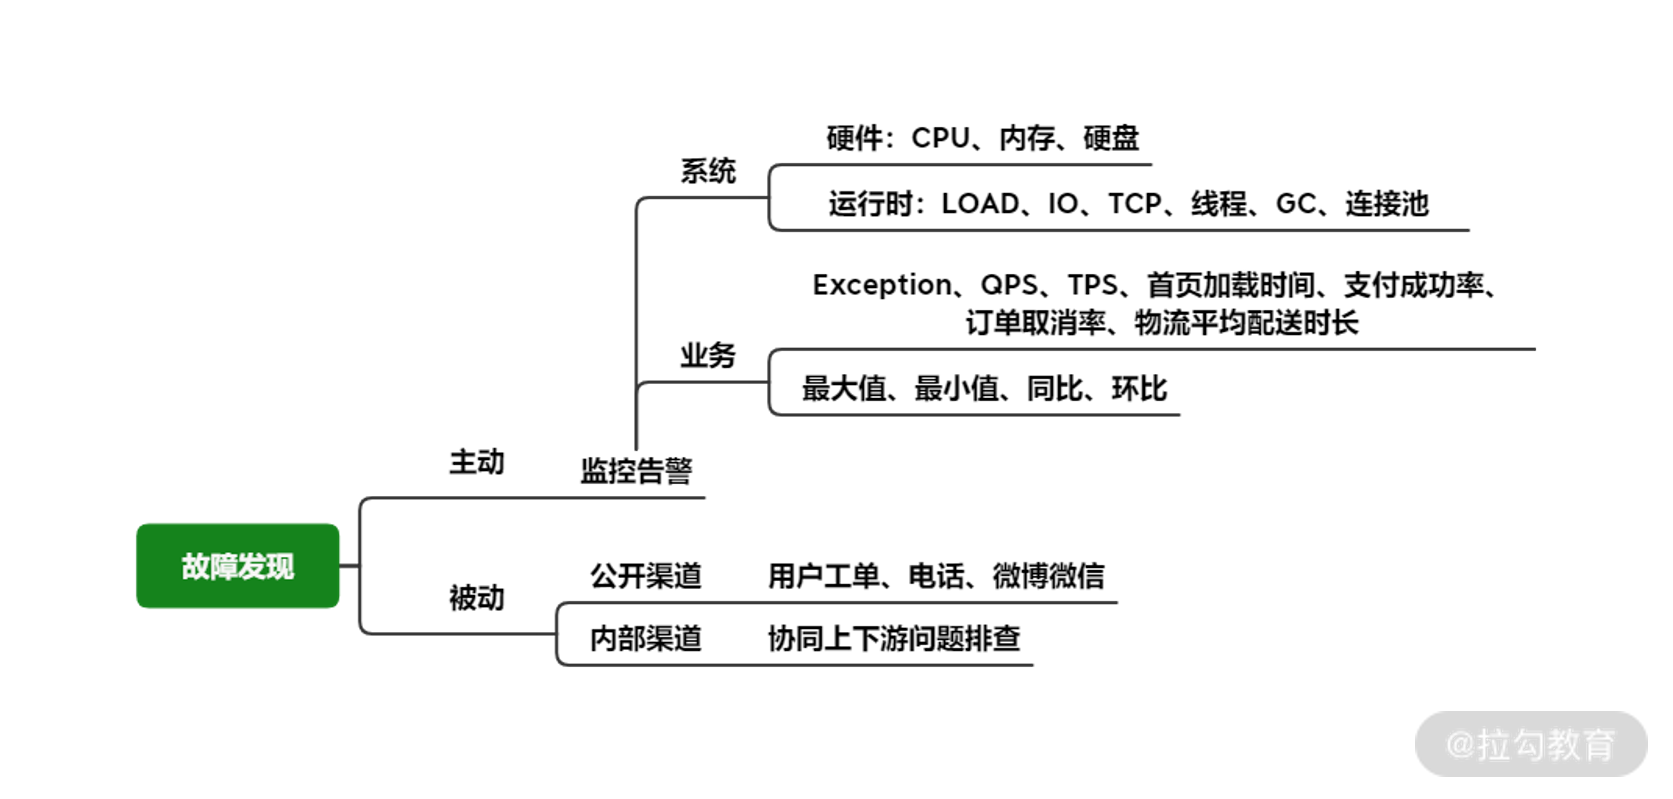 硬件：CPU、内存、硬盘
系统
运行时：LOAD、IO、TCP、线程、GC、连接池
Exception、QPS、TPS、首页加载时间、支付成功率、
订单取消率、物流平均配送时长
业务
最大值、最小值、同比、环比
主动
监控告警
故障发现
公开渠道
用户工单、电话、微博微信
被动
内部渠道
协同上下游问题排查
@拉勾教育